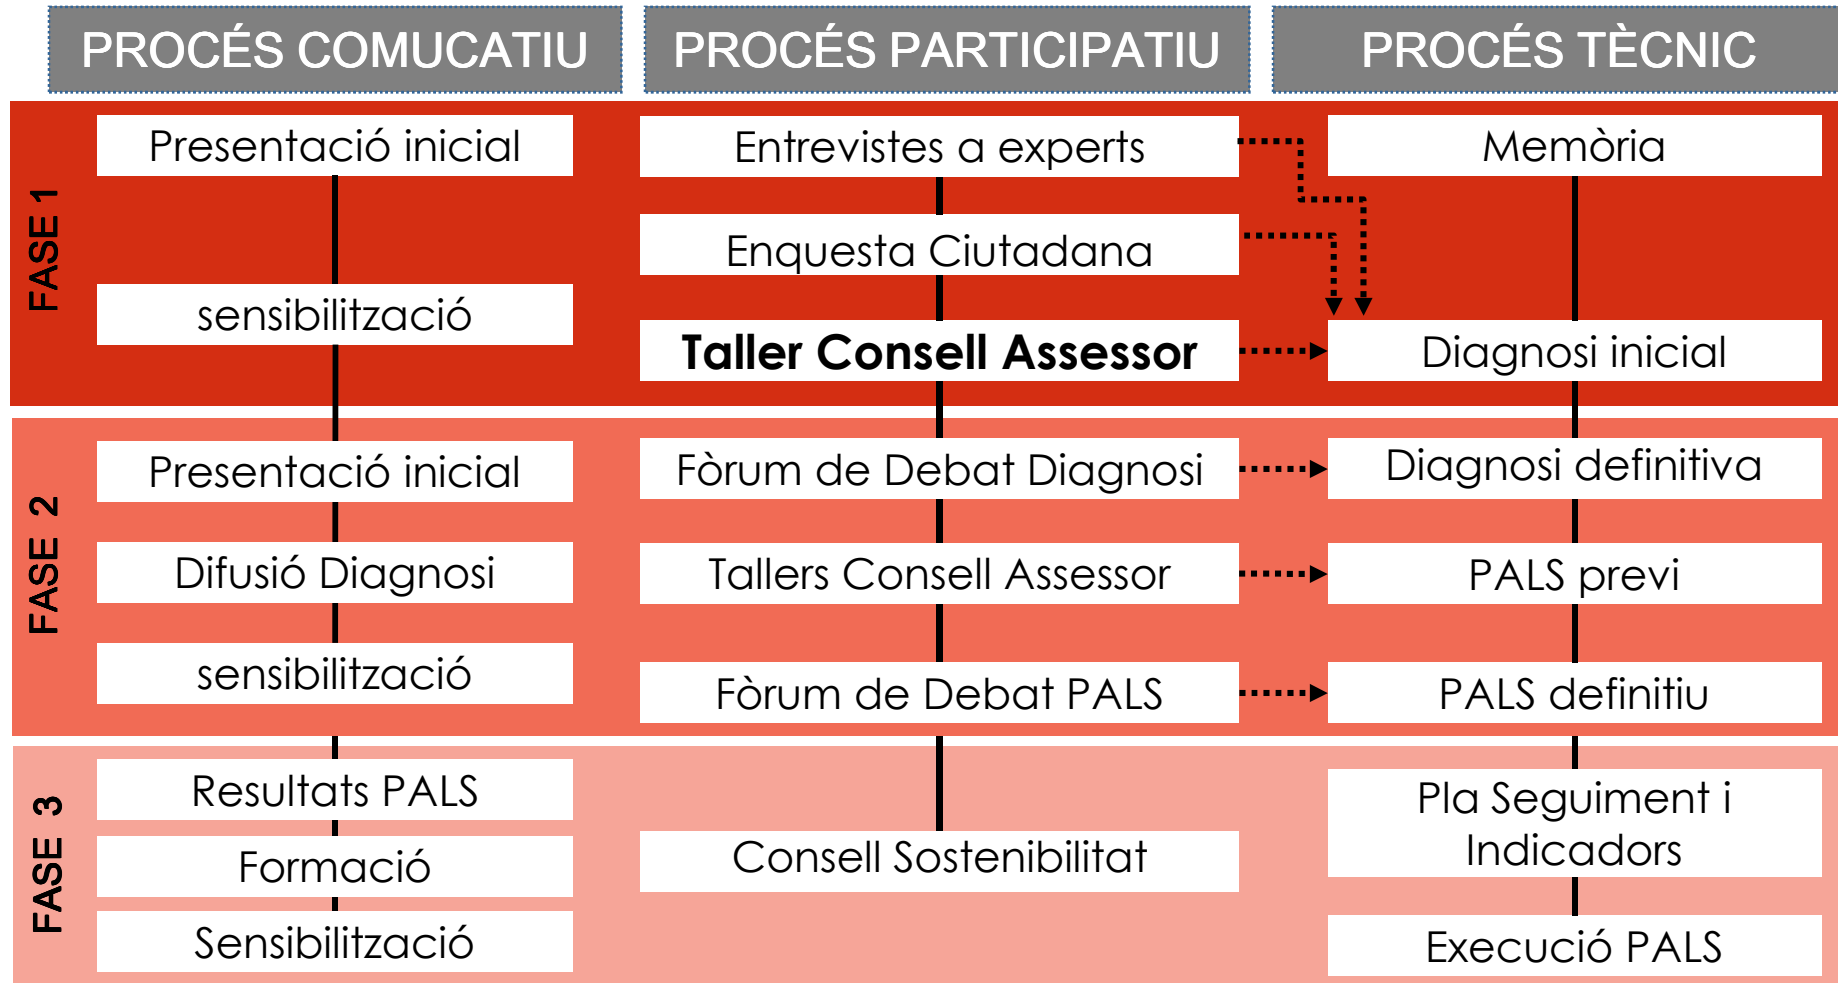 PROCÉS COMUCATIU
PROCÉS PARTICIPATIU
PROCÉS TÈCNIC
FASE 1
Presentació inicial
sensibilització
Entrevistes a experts
Enquesta Ciutadana
Taller Consell Assessor
Memòria
Diagnosi inicial
FASE 2
Presentació inicial
Difusió Diagnosi
sensibilització
Fòrum de Debat Diagnosi
Tallers Consell Assessor
Fòrum de Debat PALS
Diagnosi definitiva
PALS previ
PALS definitiu
FASE 3
Resultats PALS
Formació
Sensibilització
Consell Sostenibilitat
Pla Seguiment i
Indicadors
Execució PALS